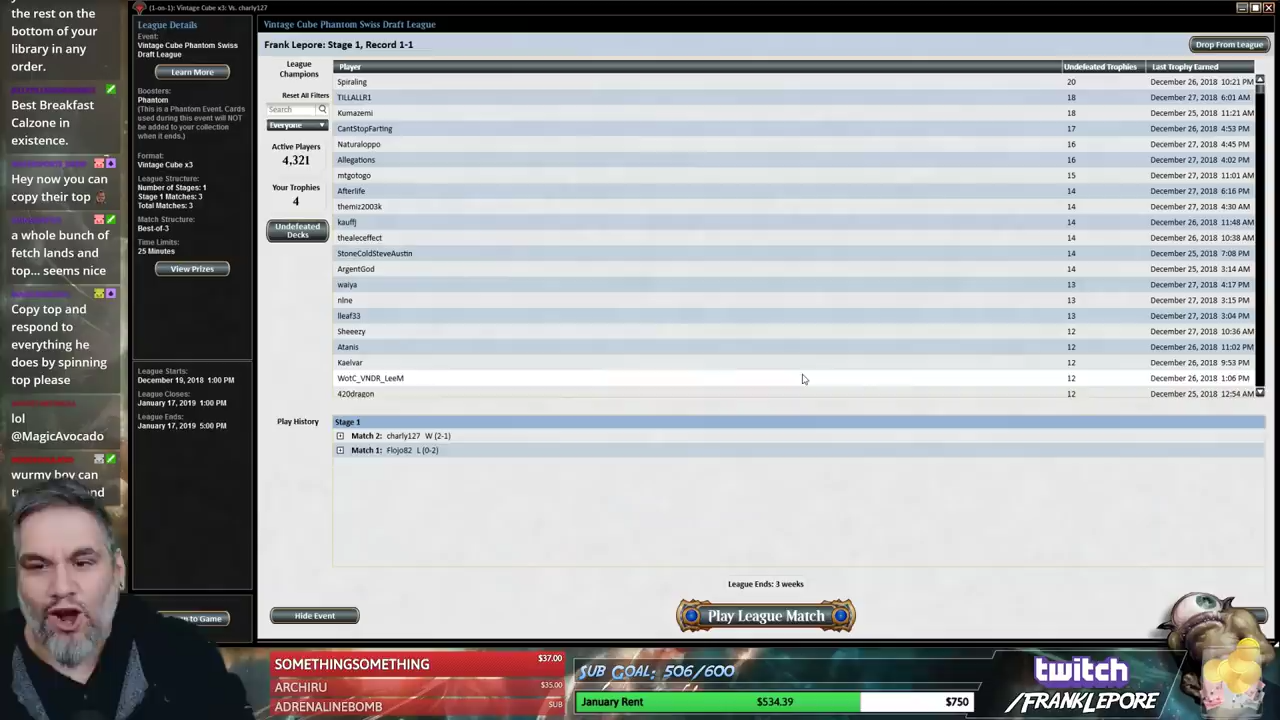 (1-on-1): Vintage Cube x3: Vs. charly127
the rest on the
bottom of your
library in any
order.
Best Breakfast
Calzone in
existence.
Hey now you can
copy their top
a whole bunch of
fetch lands and
top... seems nice
Copy top and
respond to
everything he
does by spinning
top please
lol
@MagicAvocado
wurmy boy can
League Details
Event:
Vintage Cube Phantom Swiss
Draft League
Learn More
Boosters:
Phantom
(This is a Phantom Event. Cards
used during this event will NOT
be added to your collection
when it ends.)
Format:
Vintage Cube x3
League Structure:
Number of Stages: 1
Stage 1 Matches: 3
Total Matches: 3
Match Structure:
Best-of-3
Time Limits:
25 Minutes
View Prizes
League Starts:
December 19, 2018 1:00 PM
League Closes:
January 17, 2019 1:00 PM
League Ends:
January 17, 2019 5:00 PM
to Game
Vintage Cube Phantom Swiss Draft League
Frank Lepore: Stage 1, Record 1-1
Drop From League
League
Champions
Reset All Filters
Search
Everyone
Active Players
4,321
Your Trophies
4
Undefeated
Decks
Player Undefeated Trophies Last Trophy Earned
Spiraling 20 December 26, 2018 10:21 PM
TILLALLR1 18 December 27, 2018 6:01 AM
Kumazemi 18 December 25, 2018 11:21 AM
CantStopFarting 17 December 26, 2018 4:53 PM
Naturaloppo 16 December 27, 2018 4:45 PM
Allegations 16 December 27, 2018 4:02 PM
mtgotogo 15 December 27, 2018 11:01 AM
Afterlife 14 December 27, 2018 6:16 PM
themiz2003k 14 December 27, 2018 4:30 AM
kauffj 14 December 26, 2018 11:48 AM
thealeceffect 14 December 26, 2018 10:38 AM
StoneColdSteveAustin 14 December 25, 2018 7:08 PM
ArgentGod 14 December 25, 2018 3:14 AM
waiya 13 December 27, 2018 4:17 PM
nlne 13 December 27, 2018 3:15 PM
lleaf33 13 December 27, 2018 3:04 PM
Sheeezy 12 December 27, 2018 10:36 AM
Atanis 12 December 26, 2018 11:02 PM
Kaelvar 12 December 26, 2018 9:53 PM
WotC_VNDR_LeeM 12 December 26, 2018 1:06 PM
420dragon 12 December 25, 2018 12:54 AM
Play History
Stage 1
Match 2: charly127 W (2-1)
Match 1: Flojo82 L (0-2)
League Ends: 3 weeks
Hide Event
Play League Match
SOMETHINGSOMETHING $37.00
ARCHIRU $35.00
ADRENALINEBOMB SUB
SUB GOAL: 506/600
January Rent $534.39 $750
twitch
/FRANKLEPORE